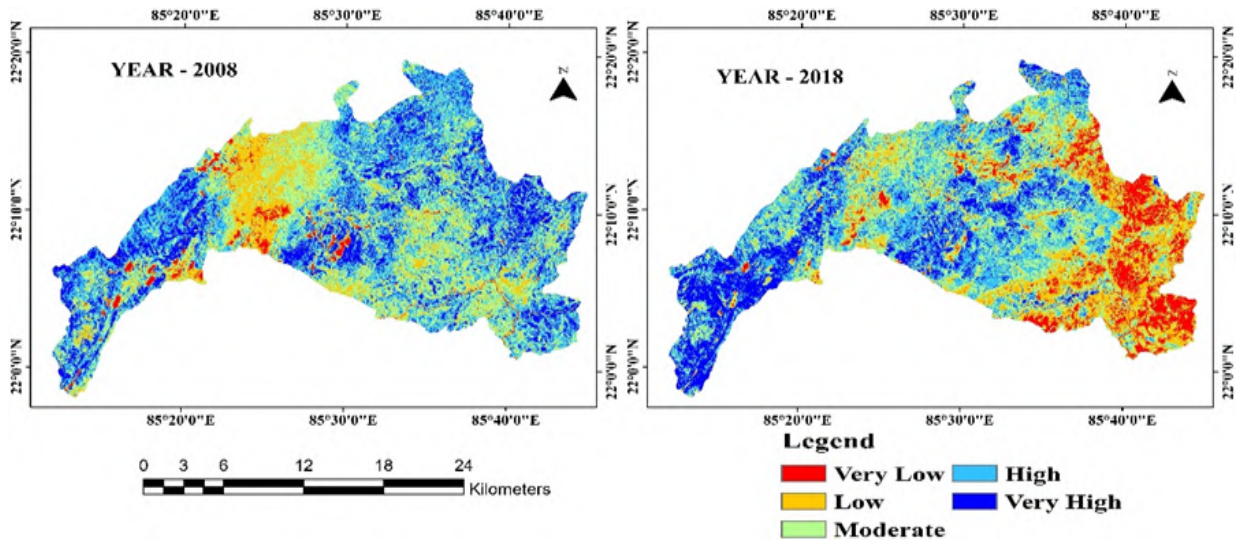 85°20'0"E 85°30'0"E 85°40'0"E
YEAR - 2008
Z
22°20'0"N
22°10'0"N
22°0'0"N
22°20'0"N
22°10'0"N
22°0'0"N
85°20'0"E 85°30'0"E 85°40'0"E
0 3 6 12 18 24
Kilometers
85°20'0"E 85°30'0"E 85°40'0"E
YEAR - 2018
Z
22°20'0"N
22°10'0"N
22°0'0"N
22°20'0"N
22°10'0"N
22°0'0"N
85°20'0"E 85°30'0"E 85°40'0"E
Legend
Very Low High
Low Very High
Moderate